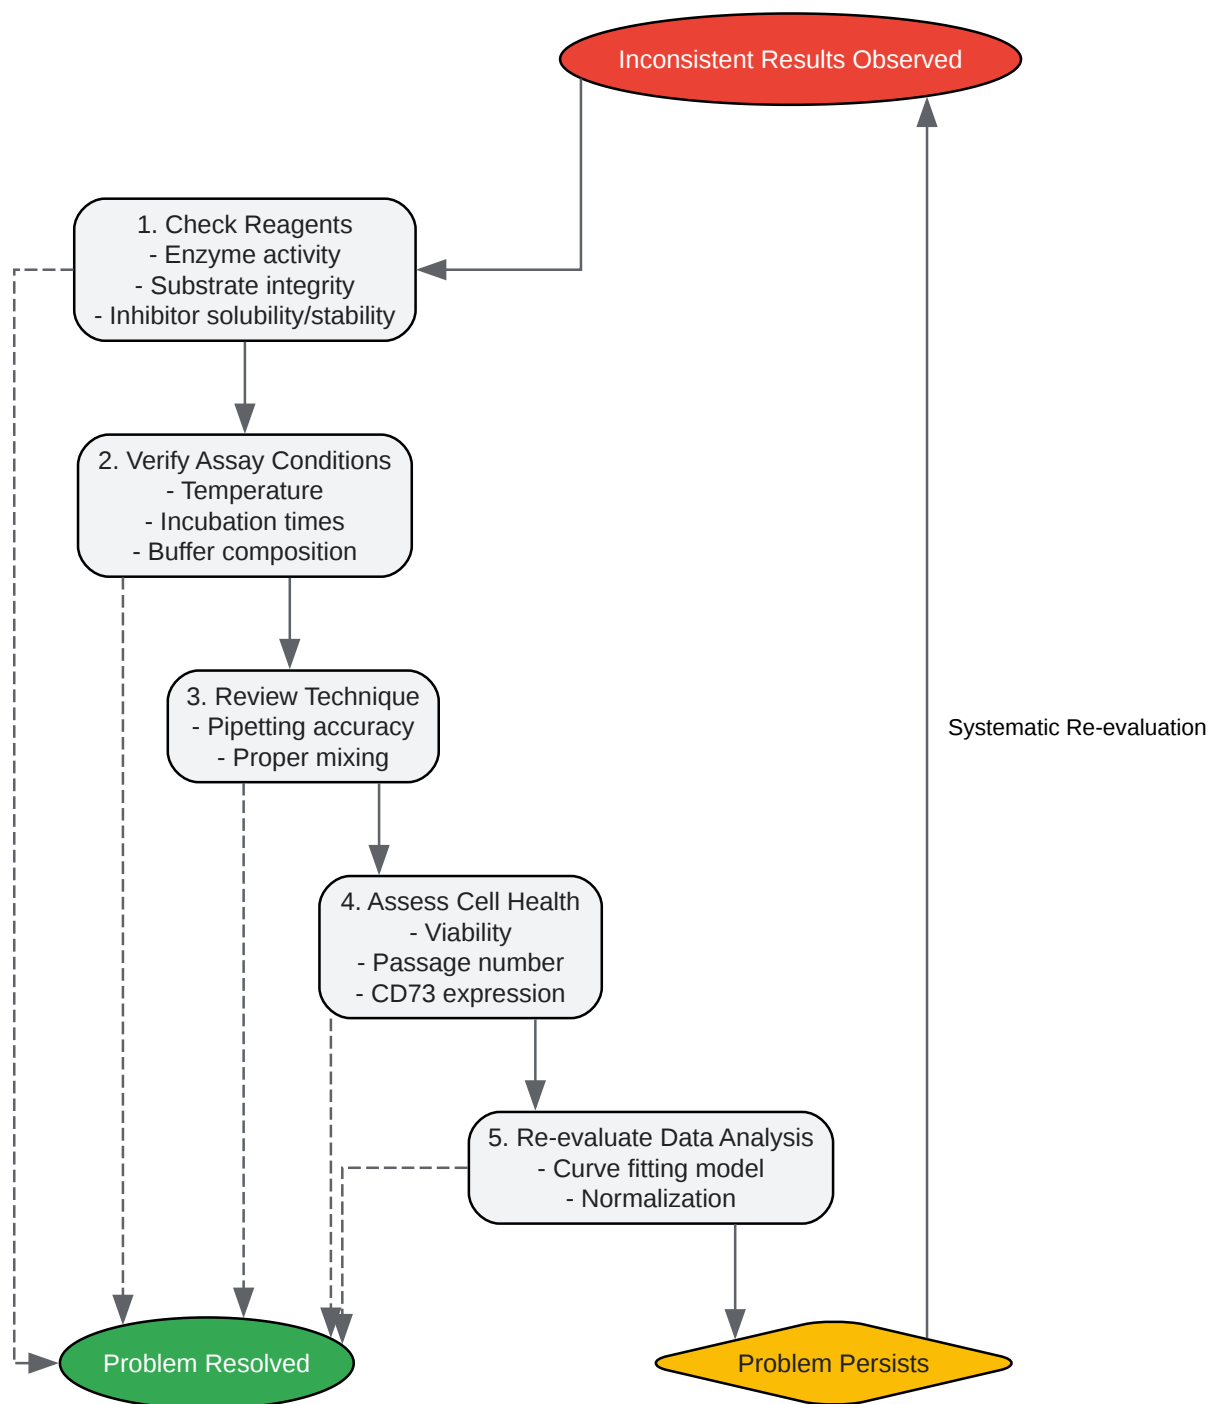 Inconsistent Results Observed
1. Check Reagents
- Enzyme activity
- Substrate integrity
- Inhibitor solubility/stability
2. Verify Assay Conditions
- Temperature
- Incubation times
- Buffer composition
3. Review Technique
- Pipetting accuracy
- Proper mixing
Systematic Re-evaluation
4. Assess Cell Health
- Viability
- Passage number
- CD73 expression
5. Re-evaluate Data Analysis
- Curve fitting model
- Normalization
Problem Resolved
Problem Persists